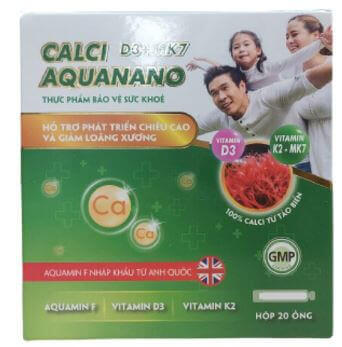 CALCI D3+MK7
AQUANANO
THỰC PHẨM BẢO VỆ SỨC KHOẺ
HỖ TRỢ PHÁT TRIỂN CHIỀU CAO
VÀ GIẢM LOÃNG XƯƠNG
VITAMIN
D3
VITAMIN
K2 - MK7
Ca
Ca
Ca
100% CALCI TỪ TẢO BIỂN
AQUAMIN F NHẬP KHẨU TỪ ANH QUỐC
GMP
AQUAMIN F
VITAMIN D3
VITAMIN K2
HỘP 20 ỐNG